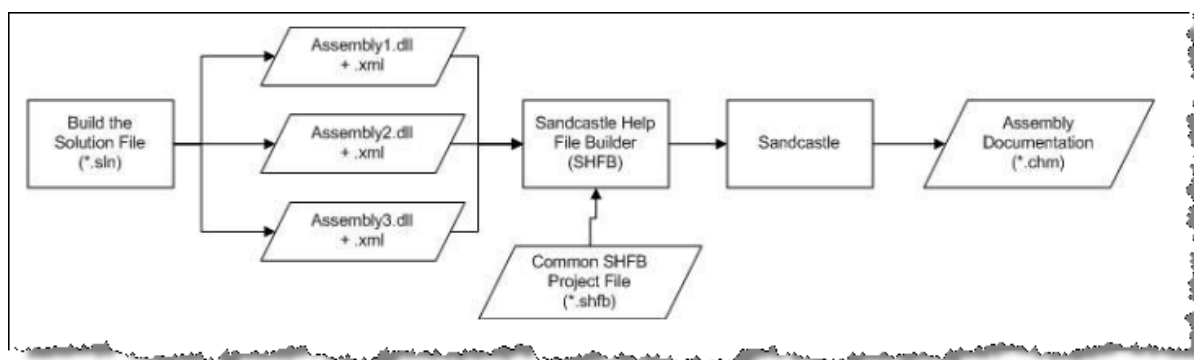 Build the
Solution File
(*.sln)
Assembly1.dll
+ .xml
Assembly2.dll
+ .xml
Assembly3.dll
+ .xml
Sandcastle Help
File Builder
(SHFB)
Common SHFB
Project File
(*.shfb)
Sandcastle
Assembly
Documentation
(*.chm)